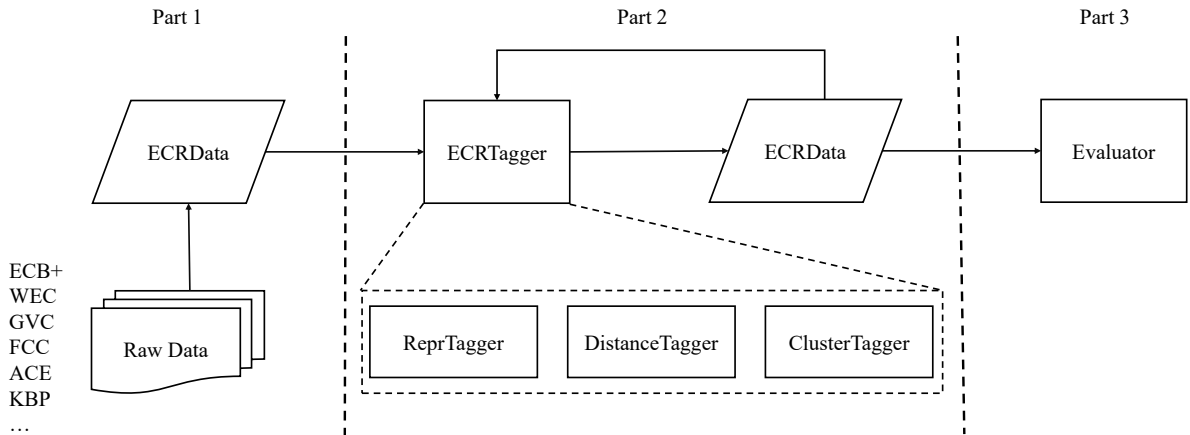 Part 1
Part 2
Part 3
ECRData
ECRTagger
ECRData
Evaluator
ECB+
WEC
GVC
FCC
ACE
KBP
…
Raw Data
ReprTagger
DistanceTagger
ClusterTagger